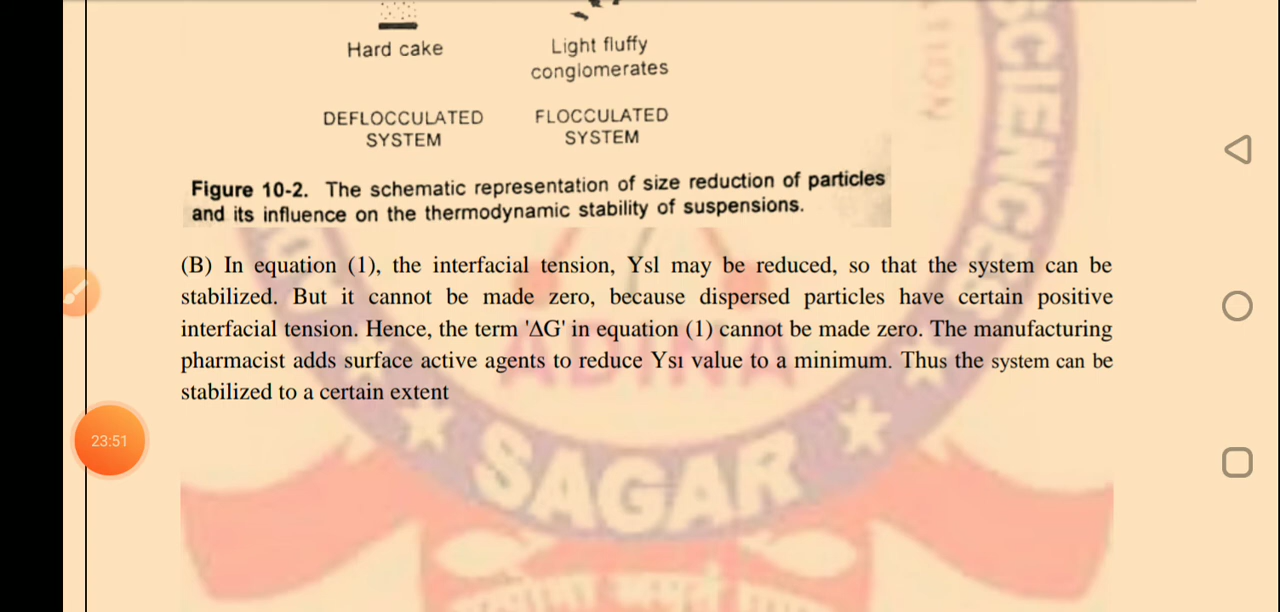 Hard cake
Light fluffy
conglomerates
DEFLOCCULATED
SYSTEM
FLOCCULATED
SYSTEM
Figure 10-2. The schematic representation of size reduction of particles
and its influence on the thermodynamic stability of suspensions.
(B) In equation (1), the interfacial tension, Ysl may be reduced, so that the system can be
stabilized. But it cannot be made zero, because dispersed particles have certain positive
interfacial tension. Hence, the term 'ΔG' in equation (1) cannot be made zero. The manufacturing
pharmacist adds surface active agents to reduce Ysı value to a minimum. Thus the system can be
stabilized to a certain extent
23:51
SCIENCES
ADINA
SAGAR